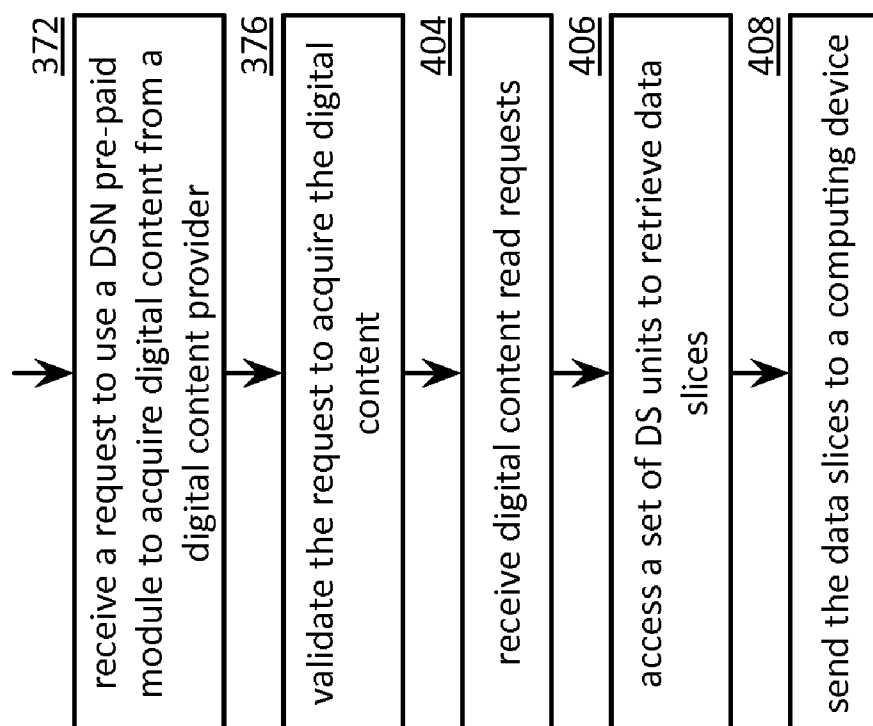 372
receive a request to use a DSN pre-paid
module to acquire digital content from a
digital content provider
376
validate the request to acquire the digital
content
404
receive digital content read requests
406
access a set of DS units to retrieve data
slices
408
send the data slices to a computing device